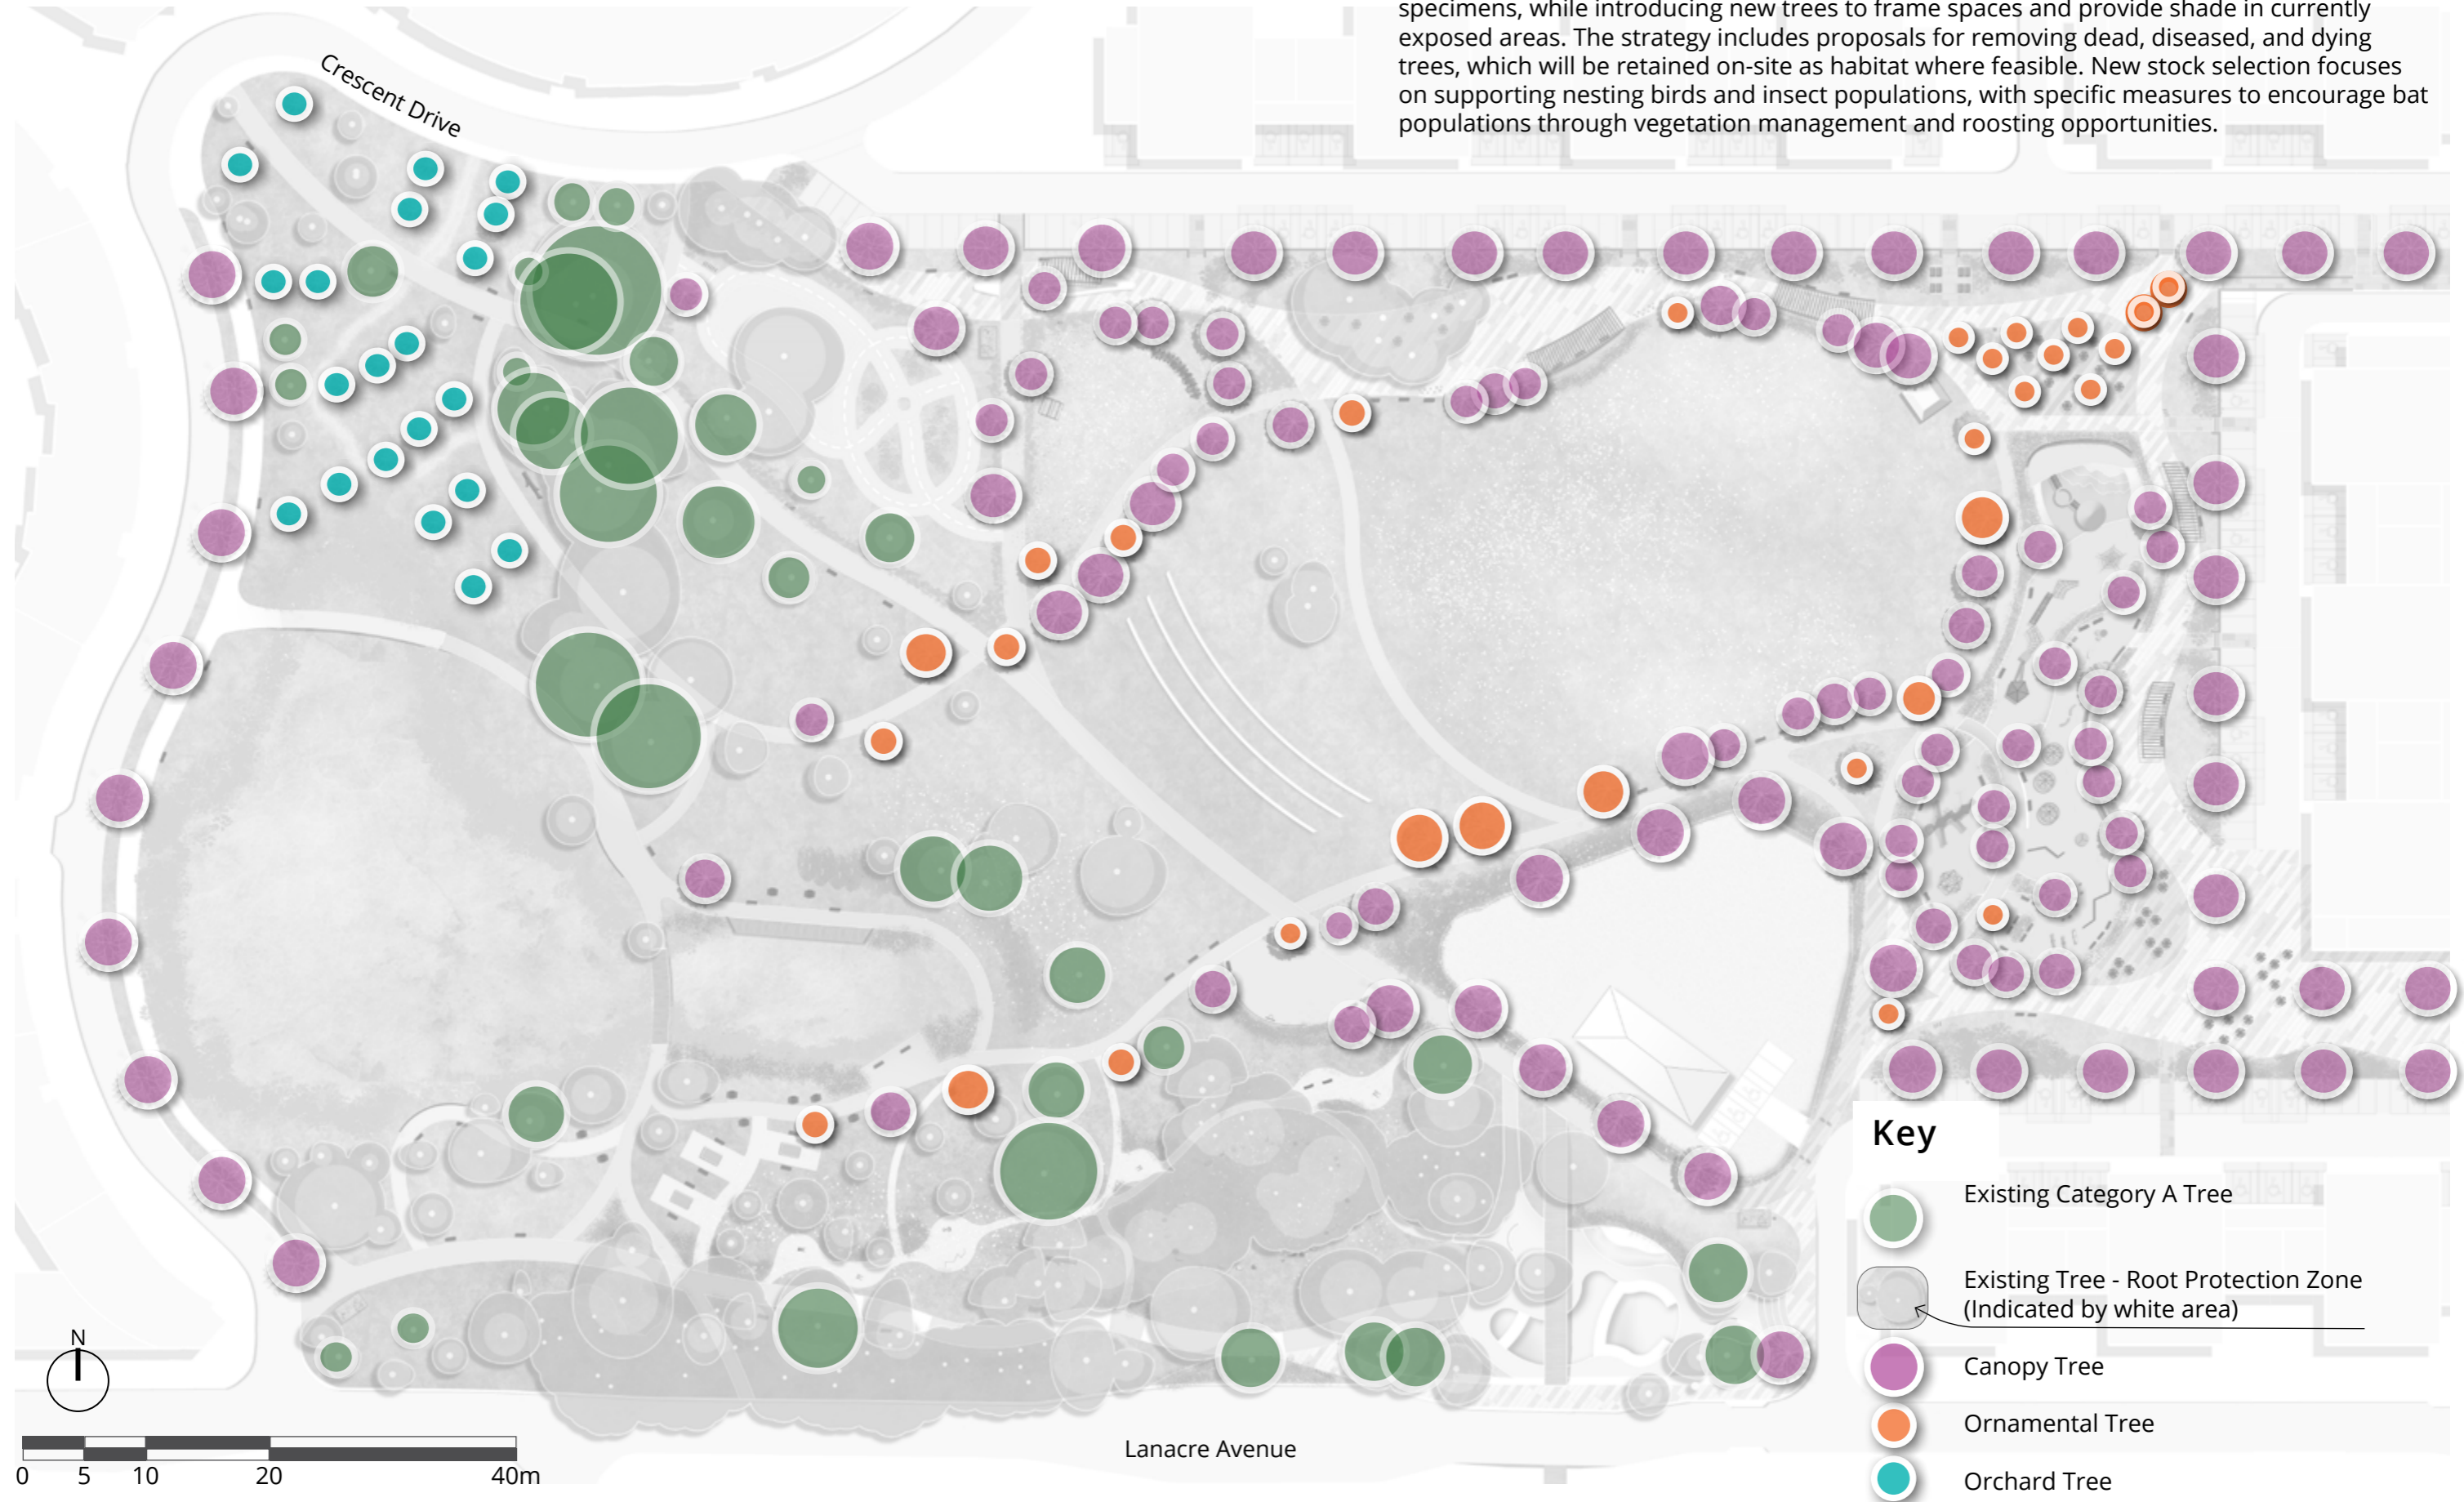 specimens, while introducing new trees to frame spaces and provide shade in currently
exposed areas. The strategy includes proposals for removing dead, diseased, and dying
trees, which will be retained on-site as habitat where feasible. New stock selection focuses
on supporting nesting birds and insect populations, with specific measures to encourage bat
populations through vegetation management and roosting opportunities.
Crescent Drive
Key
Existing Category A Tree
Existing Tree - Root Protection Zone
(Indicated by white area)
Canopy Tree
Ornamental Tree
Orchard Tree
N
0 5 10 20 40m
Lanacre Avenue